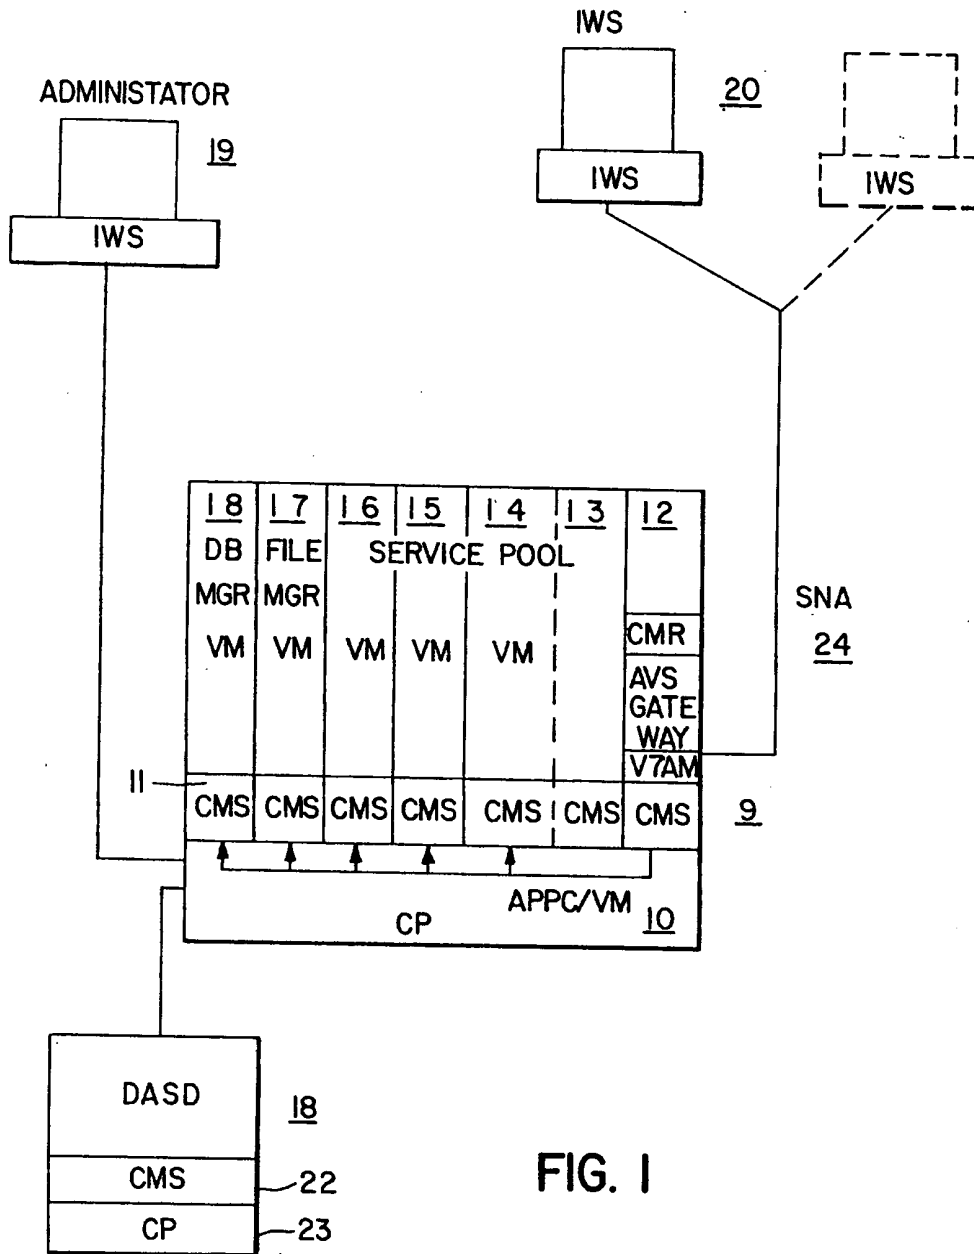 IWS
20
ADMINISTATOR
19
IWS
IWS
IWS
18 17 16 15 14 13 12
DB FILE SERVICE POOL
MGR MGR
VM VM VM VM VM
CMR
AVS
GATE
WAY
V7AM
SNA
24
11
CMS CMS CMS CMS CMS CMS CMS
9
APPC/VM
10
CP
DASD
18
CMS
22
CP
23
FIG. 1